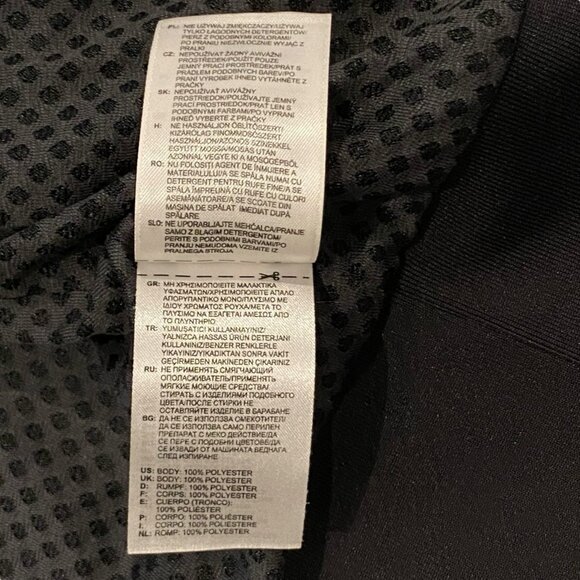 PL: NIE UŻYWAJ ZMIĘKCZACZY/UŻYWAJ
TYLKO ŁAGODNYCH DETERGENTÓW/
PIERZ Z PODOBNYMI KOLORAMI/
PO PRANIU NIEZWŁOCZNIE WYJĄĆ Z
PRALKI
CZ: NEPOUŽÍVAT ŽÁDNÝ AVIVÁŽNÍ
PROSTŘEDEK/POUŽÍT POUZE
JEMNÝ PRACÍ PROSTŘEDEK/PRÁT S
PRÁDLEM PODOBNÝCH BAREV/PO
VYPRÁNÍ IHNED VYTÁHNĚTE Z
PRAČKY
SK: NEPOUŽÍVAŤ AVIVÁŽNY
PROSTRIEDOK/POUŽÍVAJTE JEMNÝ
PRACÍ PROSTRIEDOK/PRAŤ LEN S
PODOBNÝMI FARBAMI/PO VYPRANÍ
IHNEĎ VYBERTE Z PRAČKY
H: NE HASZNÁLJON ÖBLÍTŐSZERT/
KIZÁRÓLAG FINOMMOSÓSZERT
HASZNÁLJON/AZONOS SZÍNEKKEL
EGYÜTT MOSSA/MOSÁS UTÁN
AZONNAL VEGYE KI A MOSÓGÉPBŐL
RO: NU FOLOSIȚI AGENT DE ÎNMUIERE A
MATERIALULUI/A SE SPĂLA NUMAI CU
DETERGENT PENTRU RUFE FINE/A SE
SPĂLA ÎMPREUNĂ CU RUFE CU CULORI
ASEMĂNĂTOARE/A SE SCOATE DIN
MAȘINA DE SPĂLAT IMEDIAT DUPĂ
SPĂLARE
SLO: NE UPORABLJAJTE MEHČALCA/PRANJE
SAMO Z BLAGIM DETERGENTOM/
PERITE S PODOBNIMI BARVAMI/PO
PRANJU NEMUDOMA VZEMITE IZ
PRALNEGA STROJA
GR: ΜΗ ΧΡΗΣΙΜΟΠΟΙΕΙΤΕ ΜΑΛΑΚΤΙΚΑ
ΥΦΑΣΜΑΤΩΝ/ΧΡΗΣΙΜΟΠΟΙΕΙΤΕ ΑΠΑΛΟ
ΑΠΟΡΥΠΑΝΤΙΚΟ ΜΟΝΟ/ΠΛΥΣΙΜΟ ΜΕ
ΙΔΙΟΥ ΧΡΩΜΑΤΟΣ ΡΟΥΧΑ/ΜΕΤΑ ΤΟ
ΠΛΥΣΙΜΟ ΝΑ ΕΞΑΓΕΤΑΙ ΑΜΕΣΩΣ ΑΠΟ
ΤΟ ΠΛΥΝΤΗΡΙΟ
TR: YUMUŞATICI KULLANMAYINIZ/
YALNIZCA HASSAS ÜRÜN DETERJANI
KULLANINIZ/BENZER RENKLERLE
YIKAYINIZ/YIKADIKTAN SONRA VAKİT
GEÇİRMEDEN MAKİNEDEN ÇIKARINIZ
RU: НЕ ПРИМЕНЯТЬ СМЯГЧАЮЩИЙ
ОПОЛАСКИВАТЕЛЬ/ПРИМЕНЯТЬ
МЯГКИЕ МОЮЩИЕ СРЕДСТВА/
СТИРАТЬ С ИЗДЕЛИЯМИ ПОДОБНОГО
ЦВЕТА/ПОСЛЕ СТИРКИ НЕ
ОСТАВЛЯЙТЕ ИЗДЕЛИЕ В БАРАБАНЕ
BG: ДА НЕ СЕ ИЗПОЛЗВА ОМЕКОТИТЕЛ/
ДА СЕ ИЗПОЛЗВА САМО ПЕРИЛЕН
ПРЕПАРАТ С МЕКО ДЕЙСТВИЕ/ДА
СЕ ПЕРЕ С ПОДОБНИ ЦВЕТОВЕ/ДА
СЕ ИЗВАДИ ОТ МАШИНАТА ВЕДНАГА
СЛЕД ИЗПИРАНЕ
US: BODY: 100% POLYESTER
UK: BODY: 100% POLYESTER
D: RUMPF: 100% POLYESTER
F: CORPS: 100% POLYESTER
E: CUERPO (TRONCO):
100% POLIÉSTER
P: CORPO: 100% POLIÉSTER
I: CORPO: 100% POLIESTERE
NL: ROMP: 100% POLYESTER